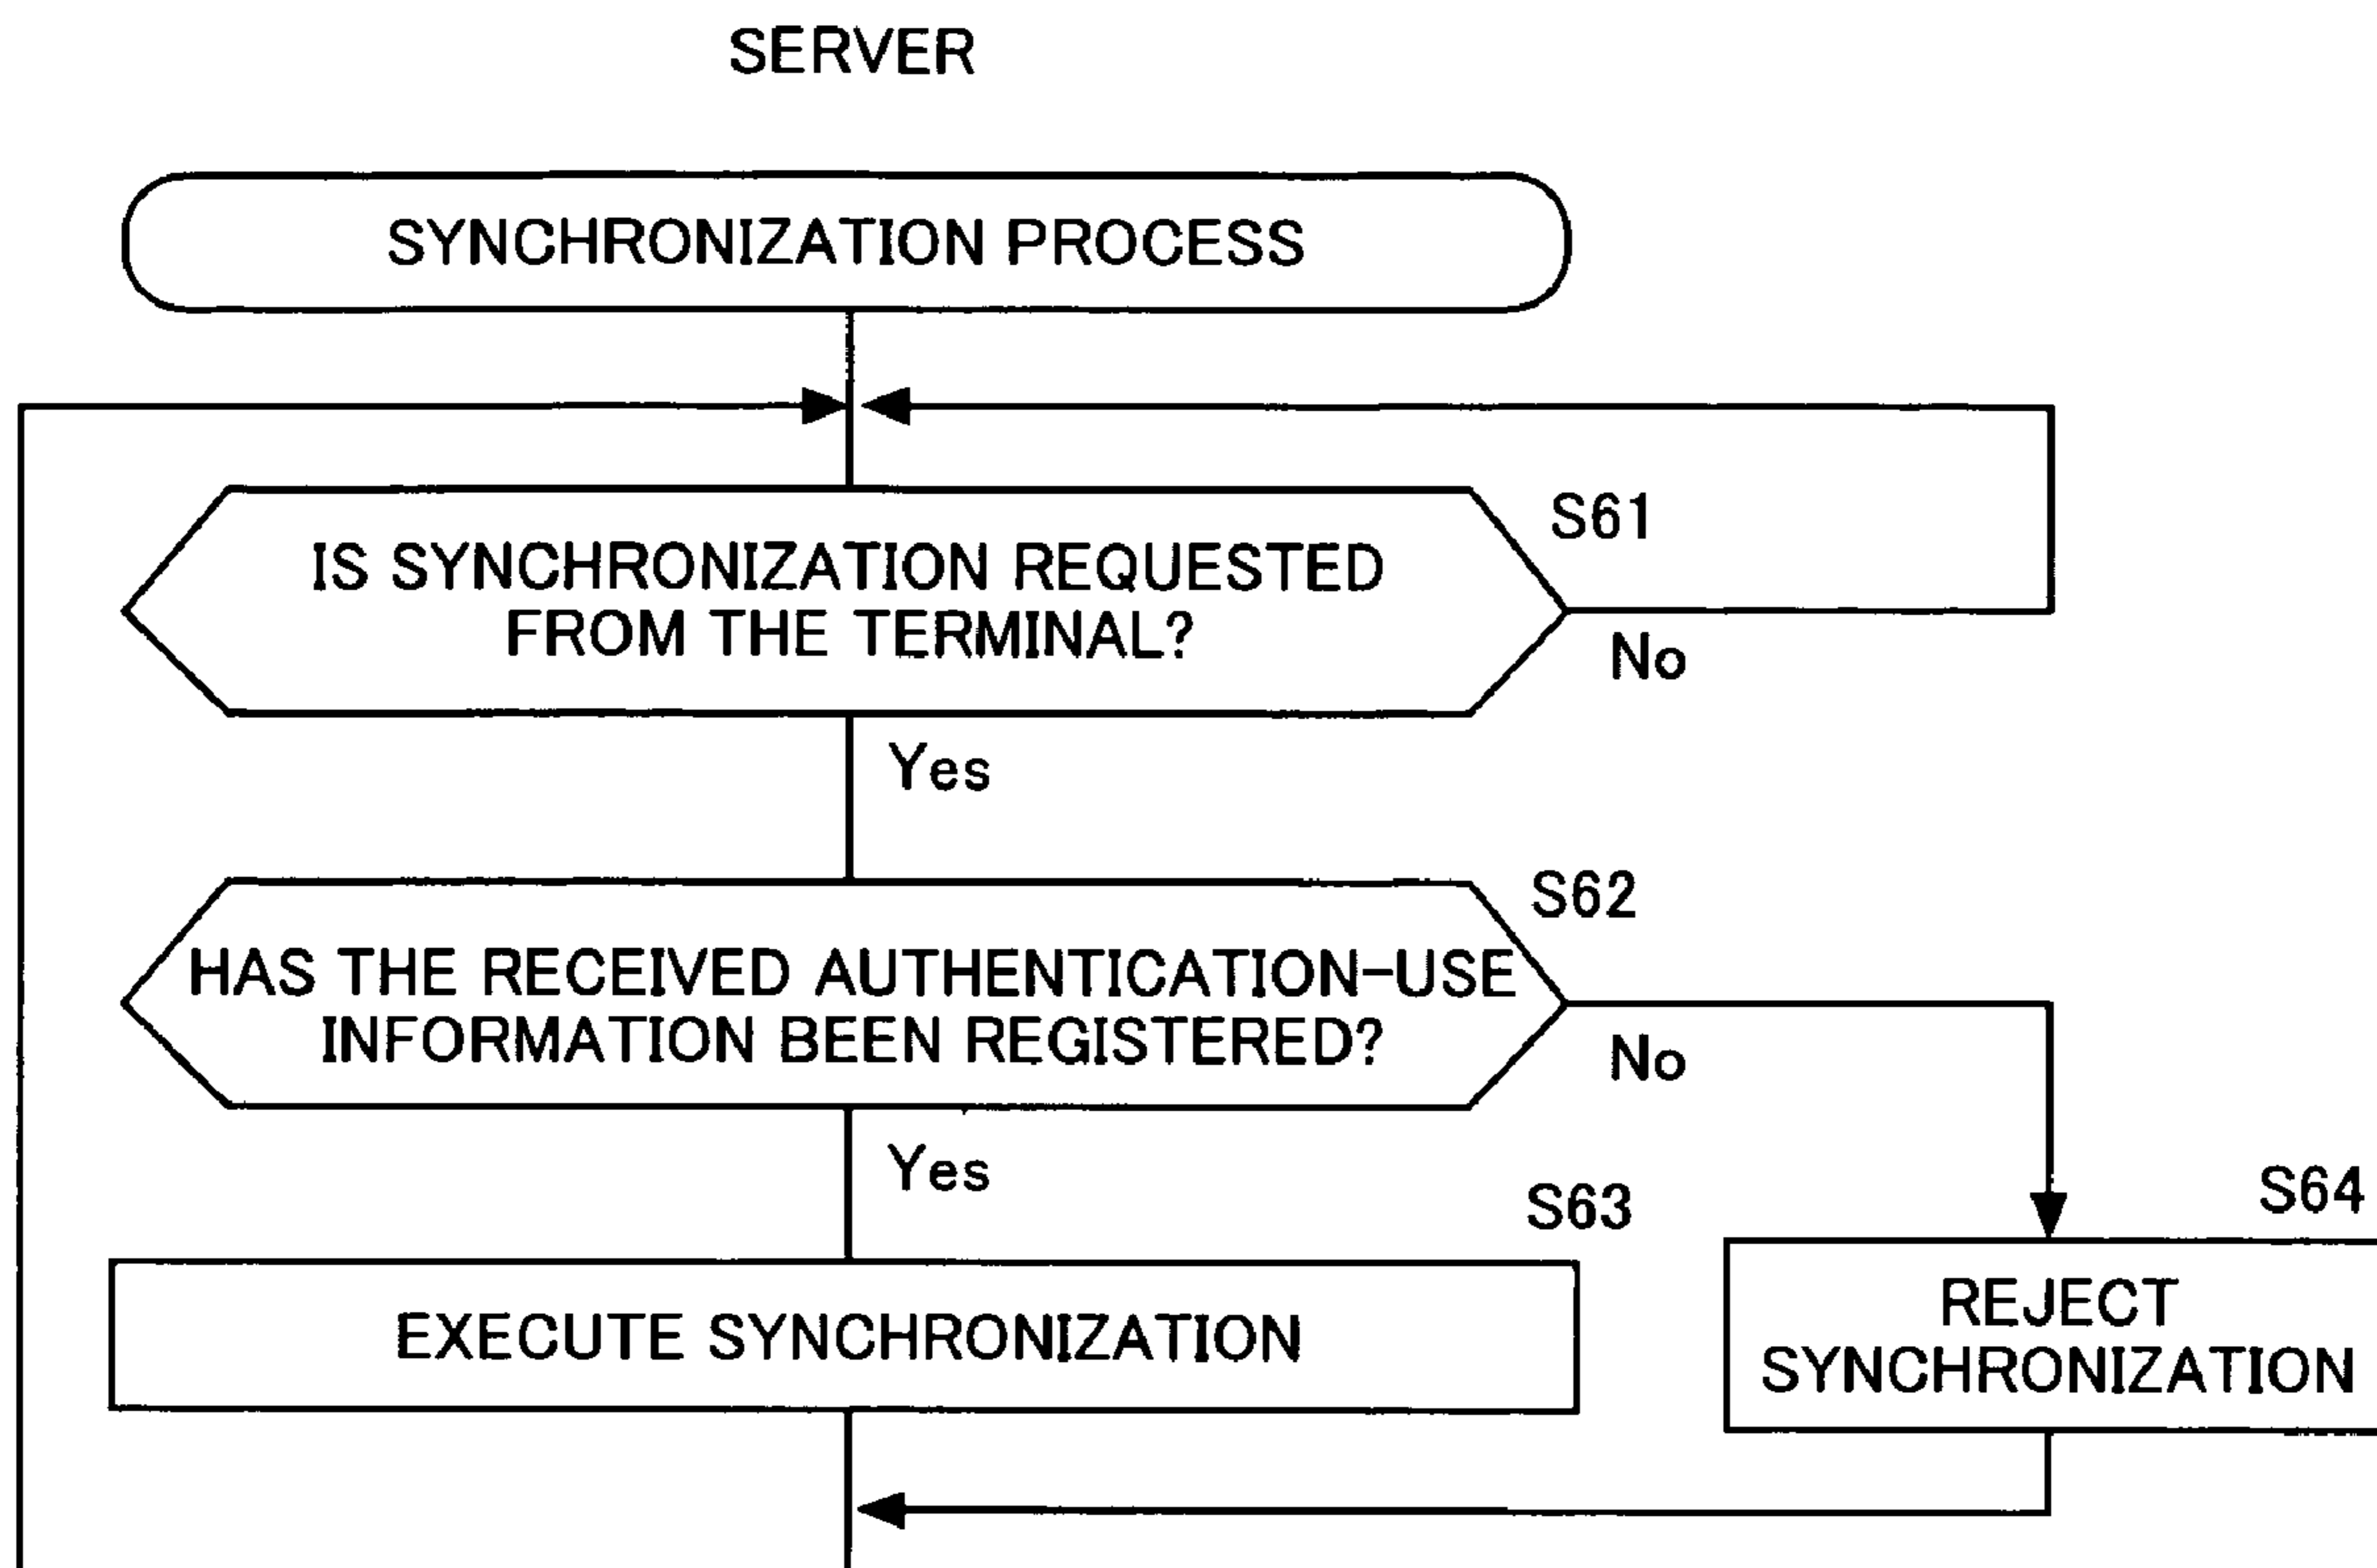 SERVER
SYNCHRONIZATION PROCESS
S61
IS SYNCHRONIZATION REQUESTED
FROM THE TERMINAL?
No
Yes
S62
HAS THE RECEIVED AUTHENTICATION-USE
INFORMATION BEEN REGISTERED?
No
Yes
S63
S64
EXECUTE SYNCHRONIZATION
REJECT
SYNCHRONIZATION